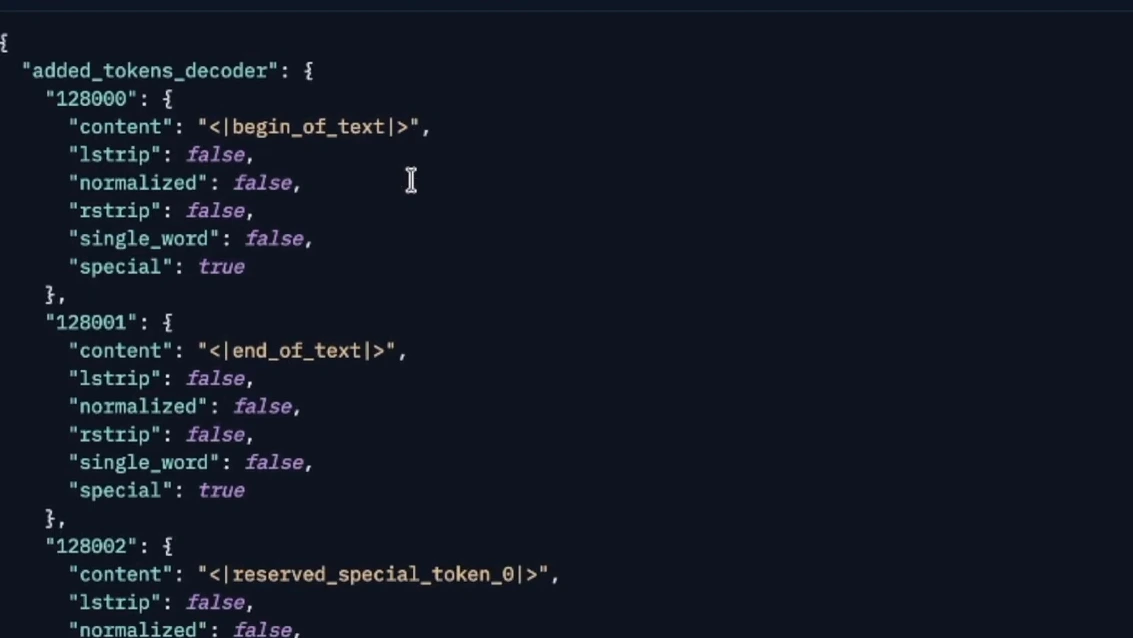 {
"added_tokens_decoder": {
"128000": {
"content": "<|begin_of_text|>",
"lstrip": false,
"normalized": false,
"rstrip": false,
"single_word": false,
"special": true
},
"128001": {
"content": "<|end_of_text|>",
"lstrip": false,
"normalized": false,
"rstrip": false,
"single_word": false,
"special": true
},
"128002": {
"content": "<|reserved_special_token_0|>",
"lstrip": false,
"normalized": false,